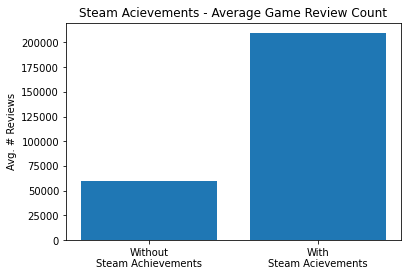 Steam Acievements - Average Game Review Count
200000
175000
150000
125000
100000
75000
50000
25000
0
Avg. # Reviews
Without
Steam Achievements
With
Steam Acievements